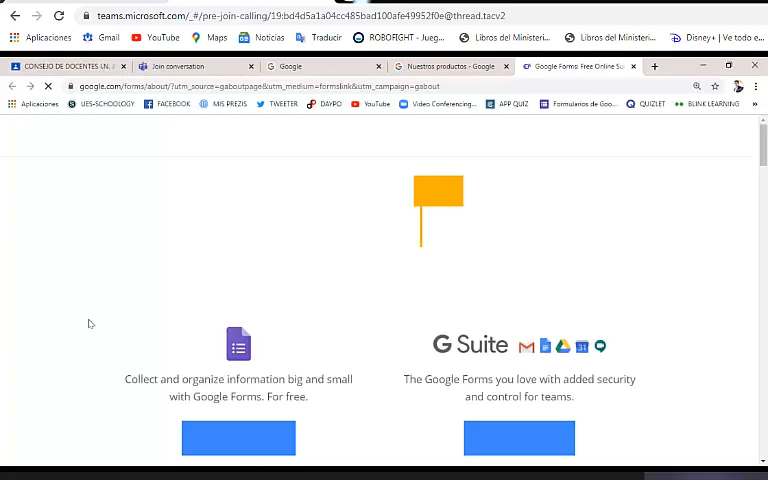 teams.microsoft.com/_#/pre-join-calling/19:bd4d5a1a04cc485bad100afe49952f0e@thread.tacv2
Aplicaciones Gmail YouTube Maps Noticias Traducir ROBOFIGHT - Jueg... Libros del Ministeri... Libros del Ministeri... Disney+ | Ve todo e...
CONSEJO DE DOCENTES I.N. Join conversation Google Nuestros productos - Google Google Forms: Free Online Su
google.com/forms/about/?utm_source=gaboutpage&utm_medium=formslink&utm_campaign=gabout
Aplicaciones UES-SCHOOLOGY FACEBOOK MIS PREZIS TWEETER DAYPO YouTube Video Conferencing... APP QUIZ Formularios de Goo... QUIZLET BLINK LEARNING »
G Suite
31
Collect and organize information big and small
with Google Forms. For free.
The Google Forms you love with added security
and control for teams.